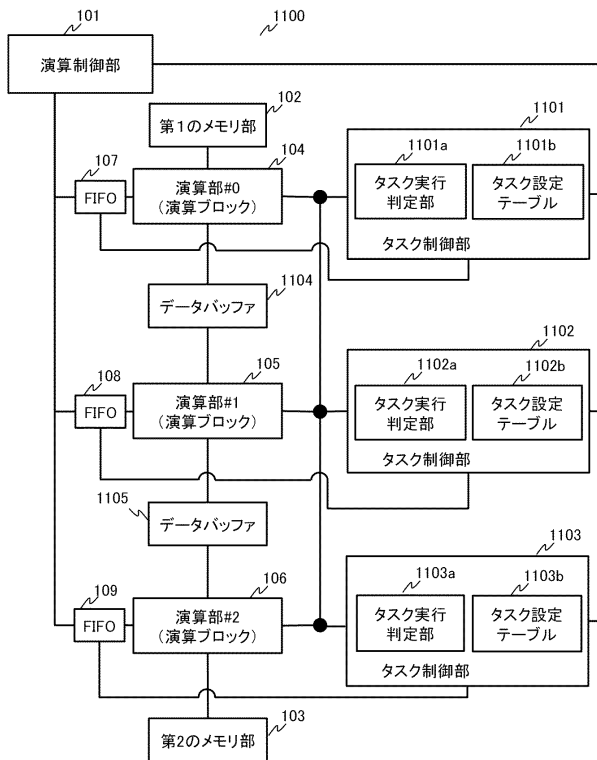 101
1100
演算制御部
102
第1のメモリ部
1101
107
104
1101a
1101b
FIFO
演算部#0
(演算ブロック)
タスク実行
判定部
タスク設定
テーブル
タスク制御部
1104
データバッファ
1102
108
105
1102a
1102b
FIFO
演算部#1
(演算ブロック)
タスク実行
判定部
タスク設定
テーブル
タスク制御部
1105
データバッファ
1103
109
106
1103a
1103b
FIFO
演算部#2
(演算ブロック)
タスク実行
判定部
タスク設定
テーブル
タスク制御部
103
第2のメモリ部